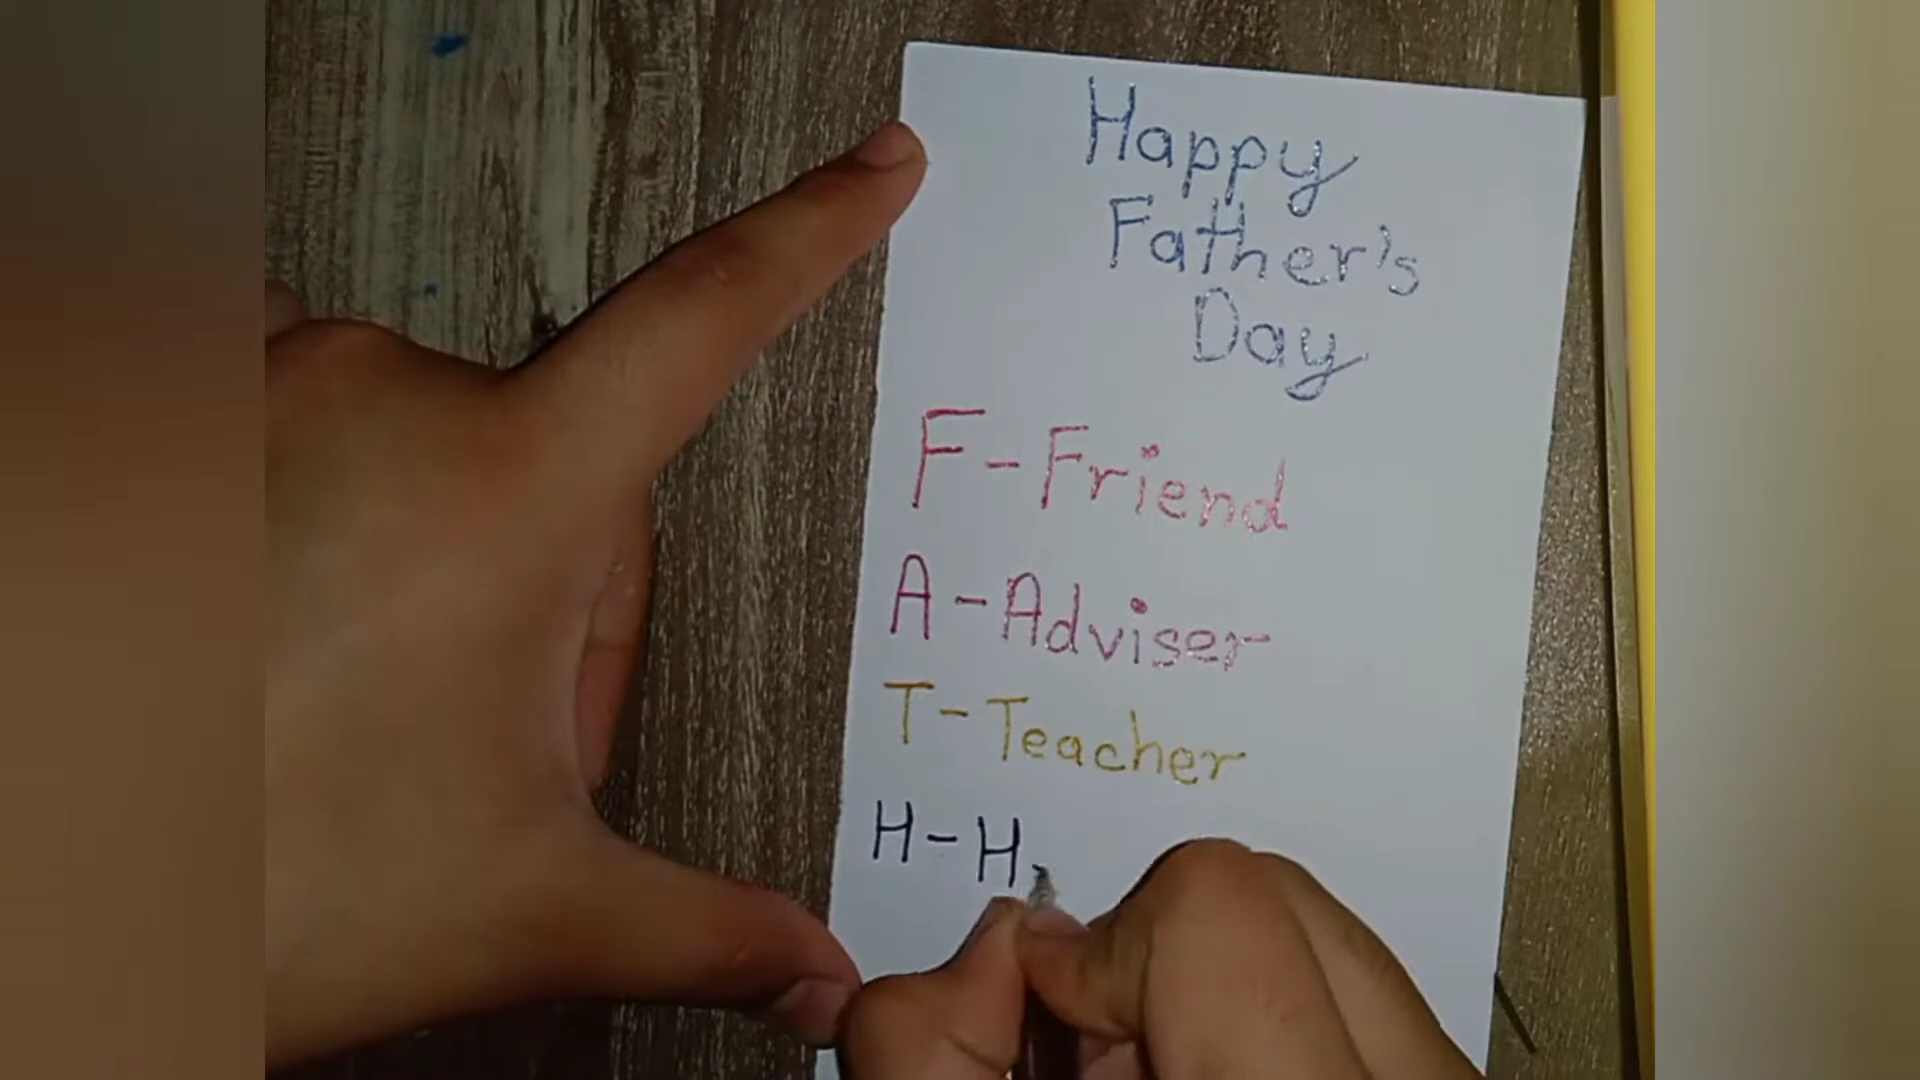 Happy
Father's
Day
F - Friend
A - Adviser
T - Teacher
H - H